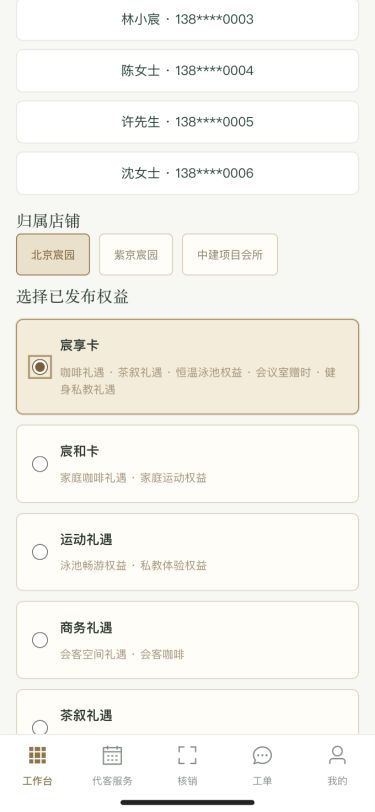 林小宸 · 138****0003
陈女士 · 138****0004
许先生 · 138****0005
沈女士 · 138****0006
归属店铺
北京宸园
紫京宸园
中建项目会所
选择已发布权益
宸享卡
咖啡礼遇 · 茶叙礼遇 · 恒温泳池权益 · 会议室赠时 · 健
身私教礼遇
宸和卡
家庭咖啡礼遇 · 家庭运动权益
运动礼遇
泳池畅游权益 · 私教体验权益
商务礼遇
会客空间礼遇 · 会客咖啡
茶叙礼遇
工作台
代客服务
核销
工单
我的